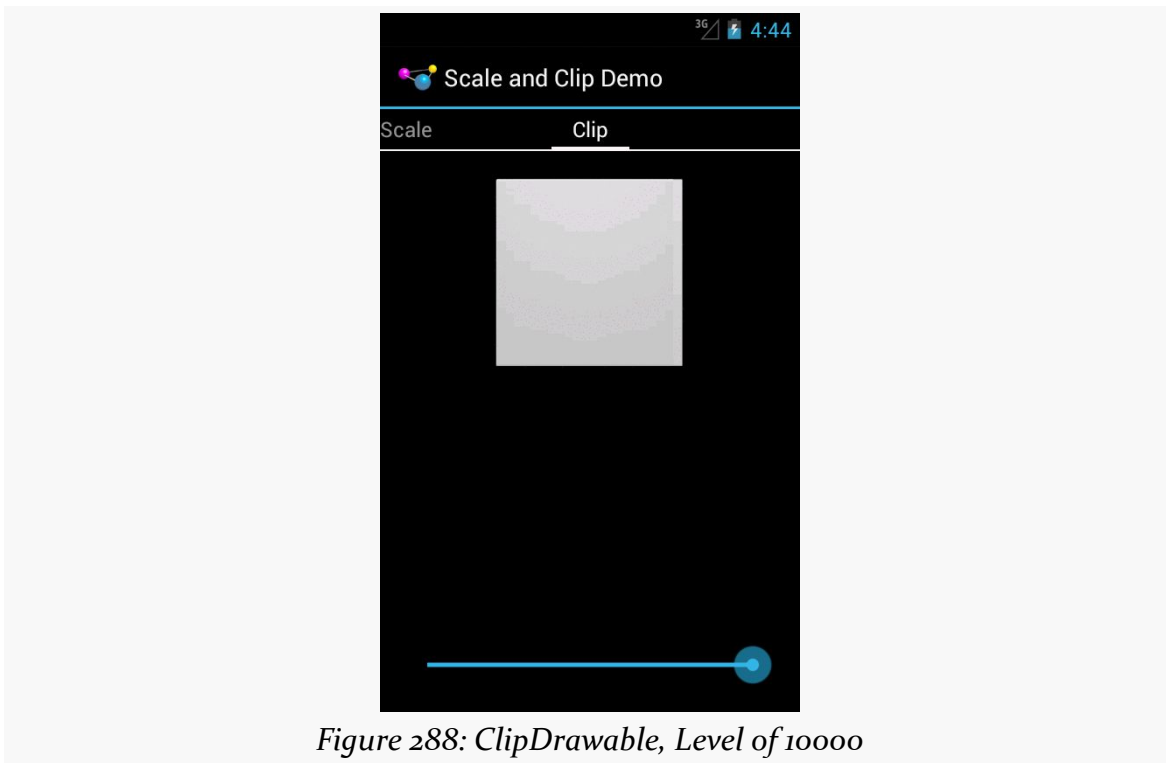 3G 4:44
Scale and Clip Demo
Scale Clip
Figure 288: ClipDrawable, Level of 10000